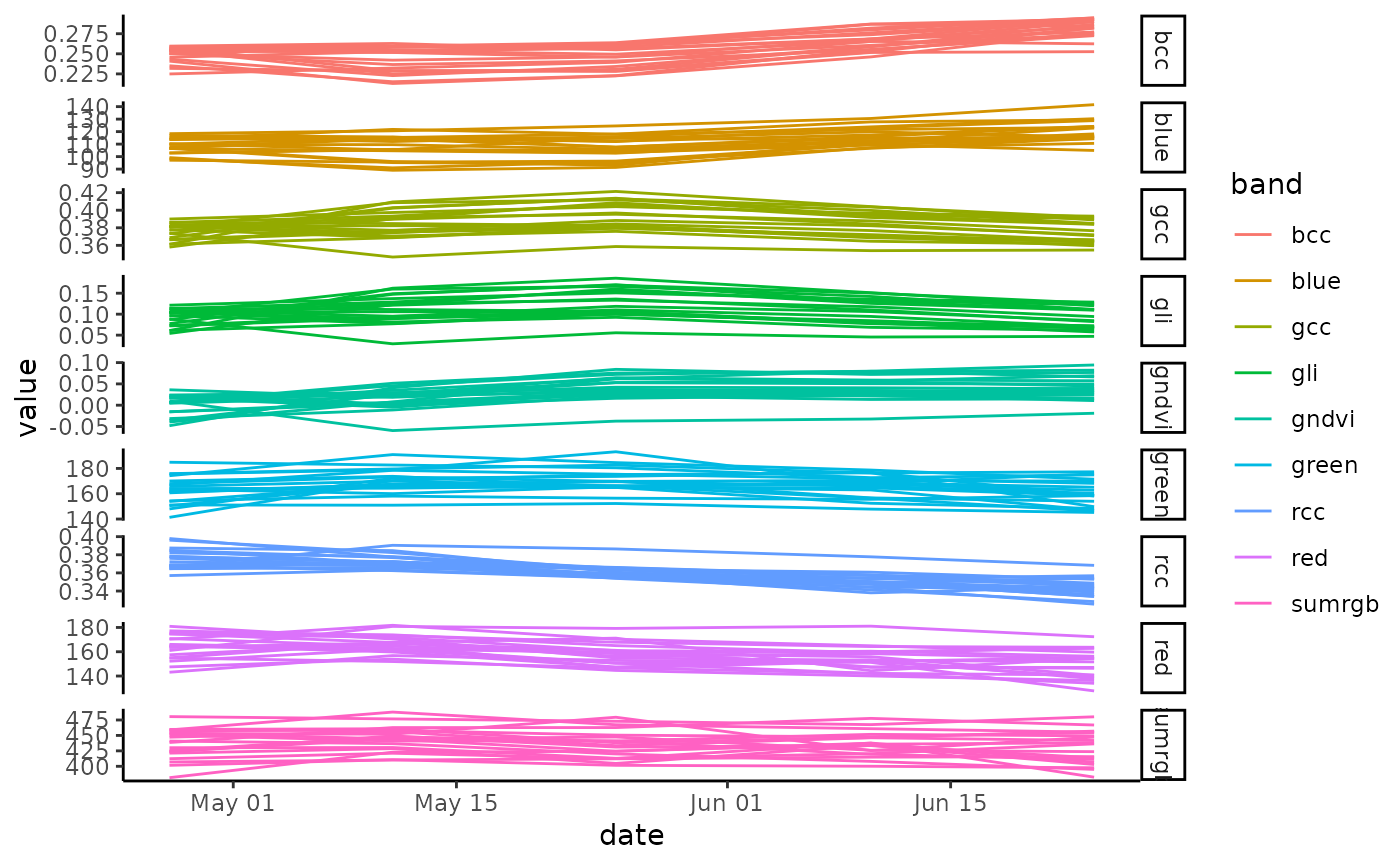 0.275
0.250
0.225
bcc
140
130
120
110
100
90
blue
0.42
0.40
0.38
0.36
gcc
0.15
0.10
0.05
gli
0.10
0.05
0.00
-0.05
gndvi
180
160
140
green
0.40
0.38
0.36
0.34
rcc
180
160
140
red
475
450
425
400
umrg
value
May 01
May 15
Jun 01
Jun 15
date
band
bcc
blue
gcc
gli
gndvi
green
rcc
red
sumrgb